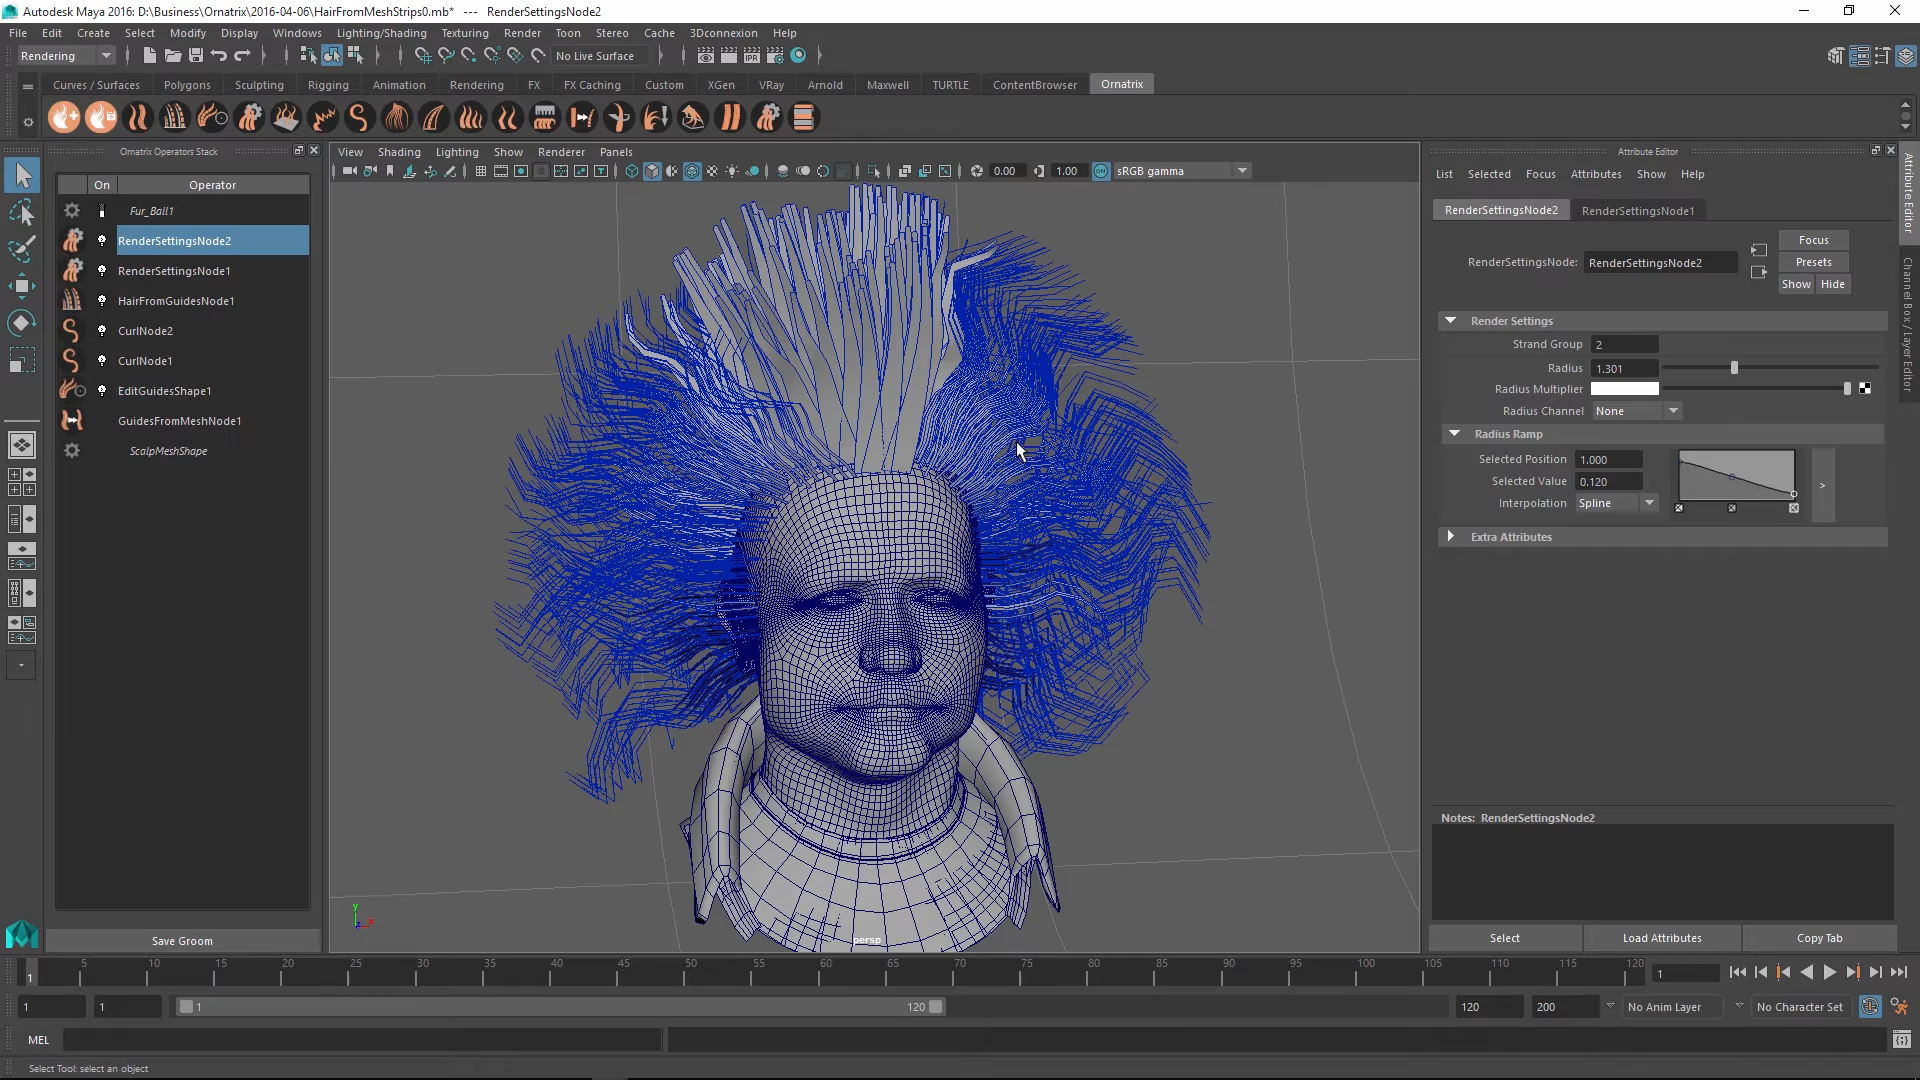 Autodesk Maya 2016: D:\Business\Ornatrix\2016-04-06\HairFromMeshStrips0.mb* --- RenderSettingsNode2
File Edit Create Select Modify Display Windows Lighting/Shading Texturing Render Toon Stereo Cache 3Dconnexion Help
Rendering No Live Surface IPR
Curves / Surfaces Polygons Sculpting Rigging Animation Rendering FX FX Caching Custom XGen VRay Arnold Maxwell TURTLE ContentBrowser Ornatrix
Ornatrix Operators Stack
On Operator
Fur_Ball1
RenderSettingsNode2
RenderSettingsNode1
HairFromGuidesNode1
CurlNode2
CurlNode1
EditGuidesShape1
GuidesFromMeshNode1
ScalpMeshShape
Save Groom
View Shading Lighting Show Renderer Panels
0.00 1.00 ON sRGB gamma
y x
persp
Attribute Editor
List Selected Focus Attributes Show Help
RenderSettingsNode2 RenderSettingsNode1
RenderSettingsNode: RenderSettingsNode2
Focus
Presets
Show Hide
Render Settings
Strand Group 2
Radius 1.301
Radius Multiplier
Radius Channel None
Radius Ramp
Selected Position 1.000
Selected Value 0.120
Interpolation Spline
>
Extra Attributes
Notes: RenderSettingsNode2
Select Load Attributes Copy Tab
Attribute Editor
Channel Box / Layer Editor
1 5 10 15 20 25 30 35 40 45 50 55 60 65 70 75 80 85 90 95 100 105 110 115 120 1
1 1 1 120 120 200 No Anim Layer No Character Set
MEL
Select Tool: select an object